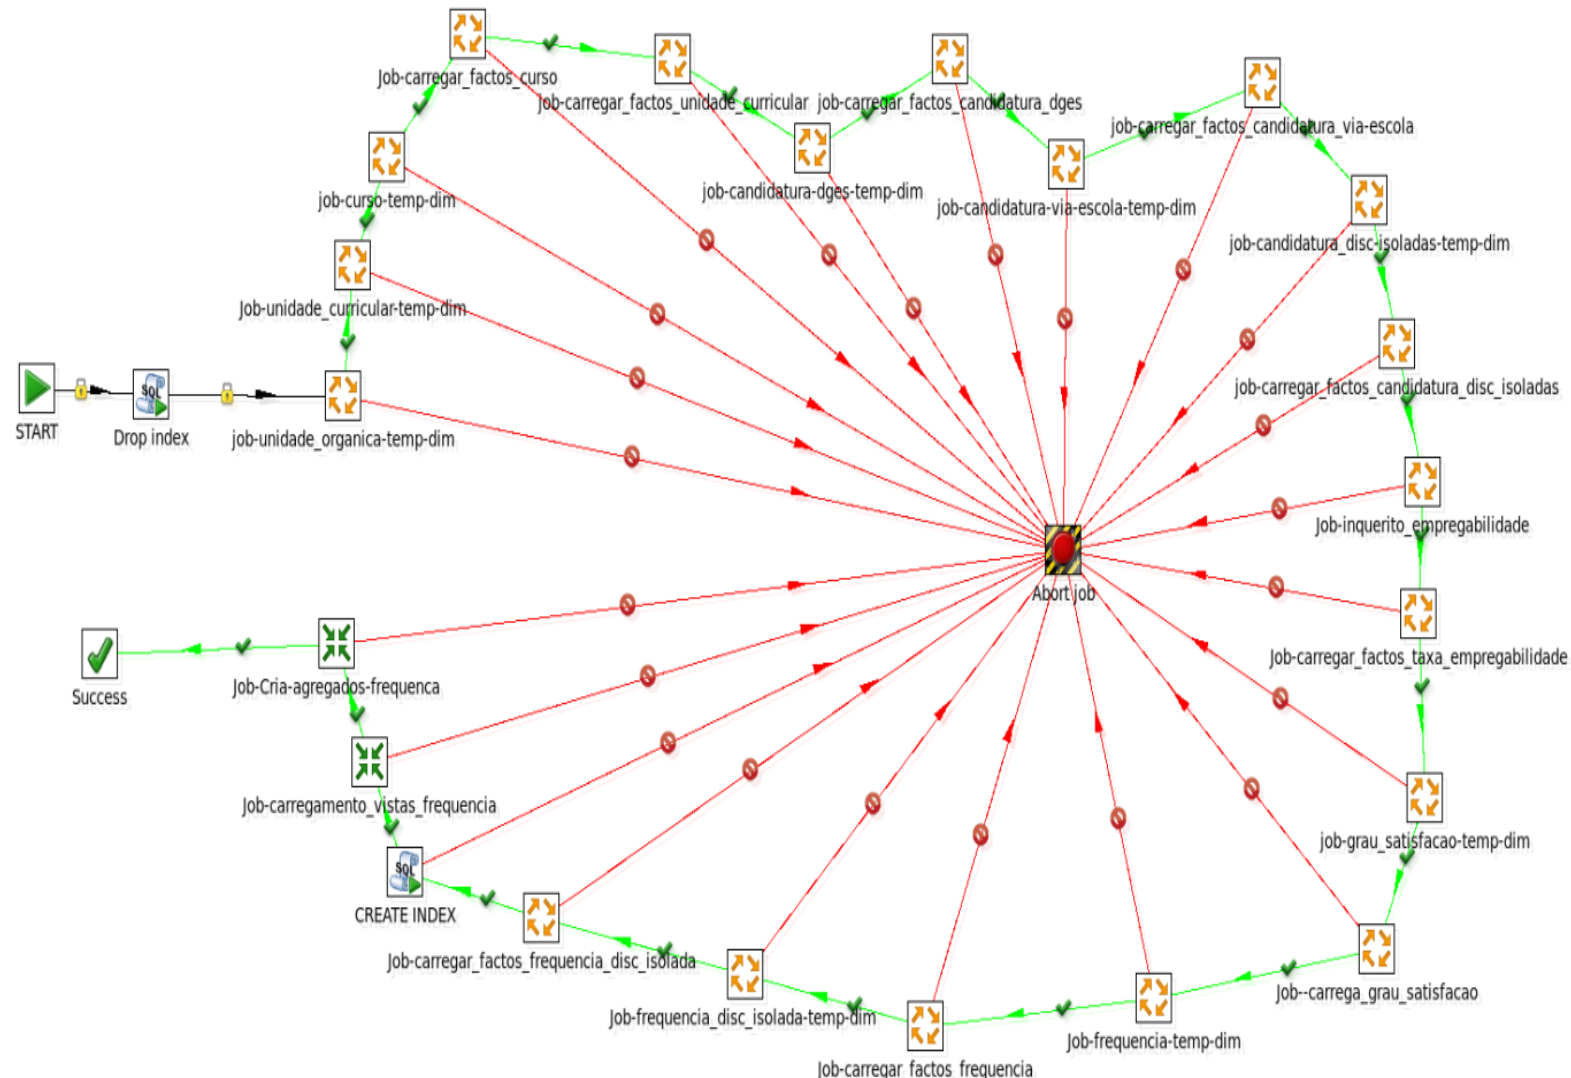 Job-carregar_factos_curso
job-carregar_factos_unidade_curricular
job-carregar_factos_candidatura_dges
job-carregar_factos_candidatura_via-escola
job-curso-temp-dim
job-candidatura-dges-temp-dim
job-candidatura-via-escola-temp-dim
job-candidatura_disc-isoladas-temp-dim
Job-unidade_curricular-temp-dim
START
SQL
Drop index
job-unidade_organica-temp-dim
job-carregar_factos_candidatura_disc_isoladas
Job-inquerito_empregabilidade
Abort job
Job-carregar_factos_taxa_empregabilidade
Success
Job-Cria-agregados-frequenca
Job-carregamento_vistas_frequencia
job-grau_satisfacao-temp-dim
SQL
CREATE INDEX
Job-carregar_factos_frequencia_disc_isolada
Job--carrega_grau_satisfacao
Job-frequencia_disc_isolada-temp-dim
Job-frequencia-temp-dim
Job-carregar_factos_frequencia